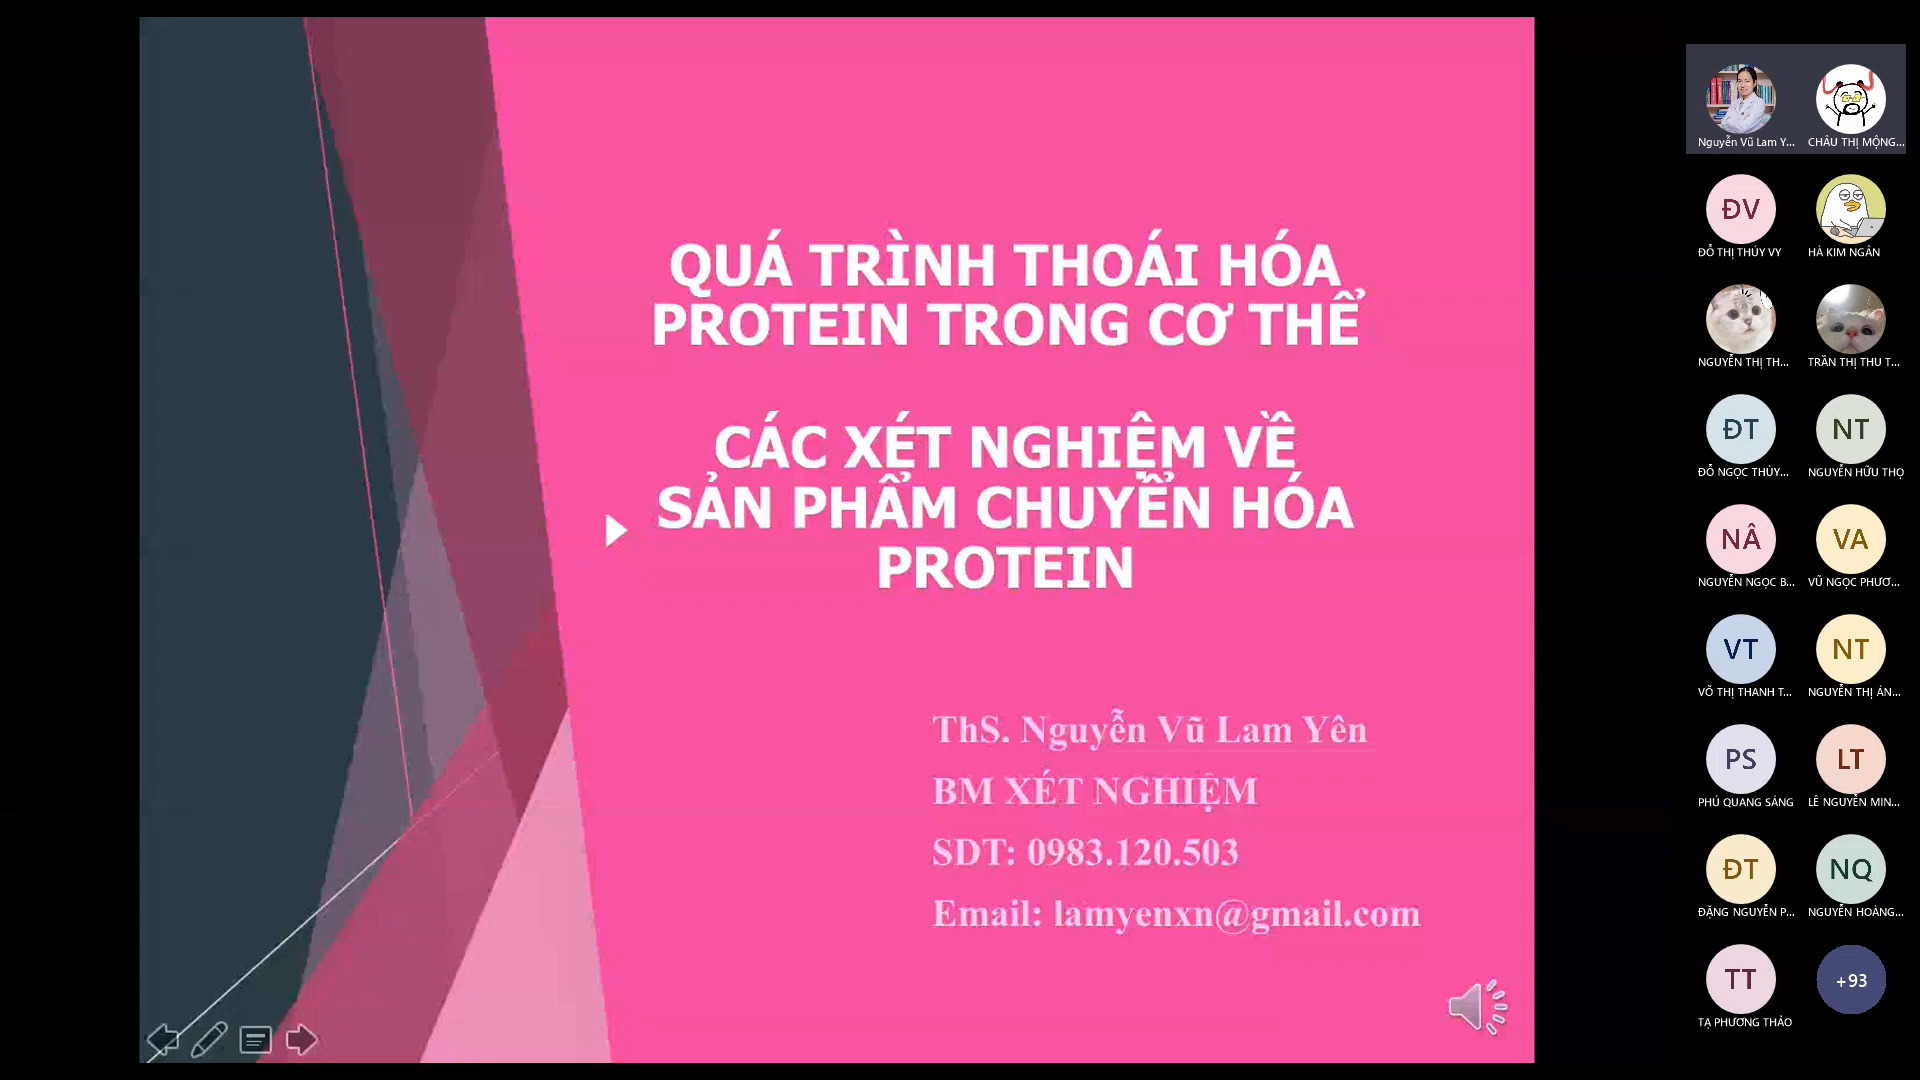 QUÁ TRÌNH THOÁI HÓA
PROTEIN TRONG CƠ THỂ
CÁC XÉT NGHIỆM VỀ
SẢN PHẨM CHUYỂN HÓA
PROTEIN
ThS. Nguyễn Vũ Lam Yên
BM XÉT NGHIỆM
SDT: 0983.120.503
Email: lamyenxn@gmail.com
Nguyễn Vũ Lam Y...
CHÂU THỊ MỘNG...
ĐV
ĐỖ THỊ THÚY VY
HÀ KIM NGÂN
NGUYỄN THỊ TH...
TRẦN THỊ THU T...
ĐT
NT
ĐỖ NGỌC THÙY...
NGUYỄN HỮU THỌ
NÂ
VA
NGUYỄN NGỌC B...
VŨ NGỌC PHƯƠ...
VT
NT
VÕ THỊ THANH T...
NGUYỄN THỊ ÁN...
PS
LT
PHÚ QUANG SÁNG
LÊ NGUYỄN MIN...
ĐT
NQ
ĐẶNG NGUYỄN P...
NGUYỄN HOÀNG...
TT
+93
TẠ PHƯƠNG THẢO